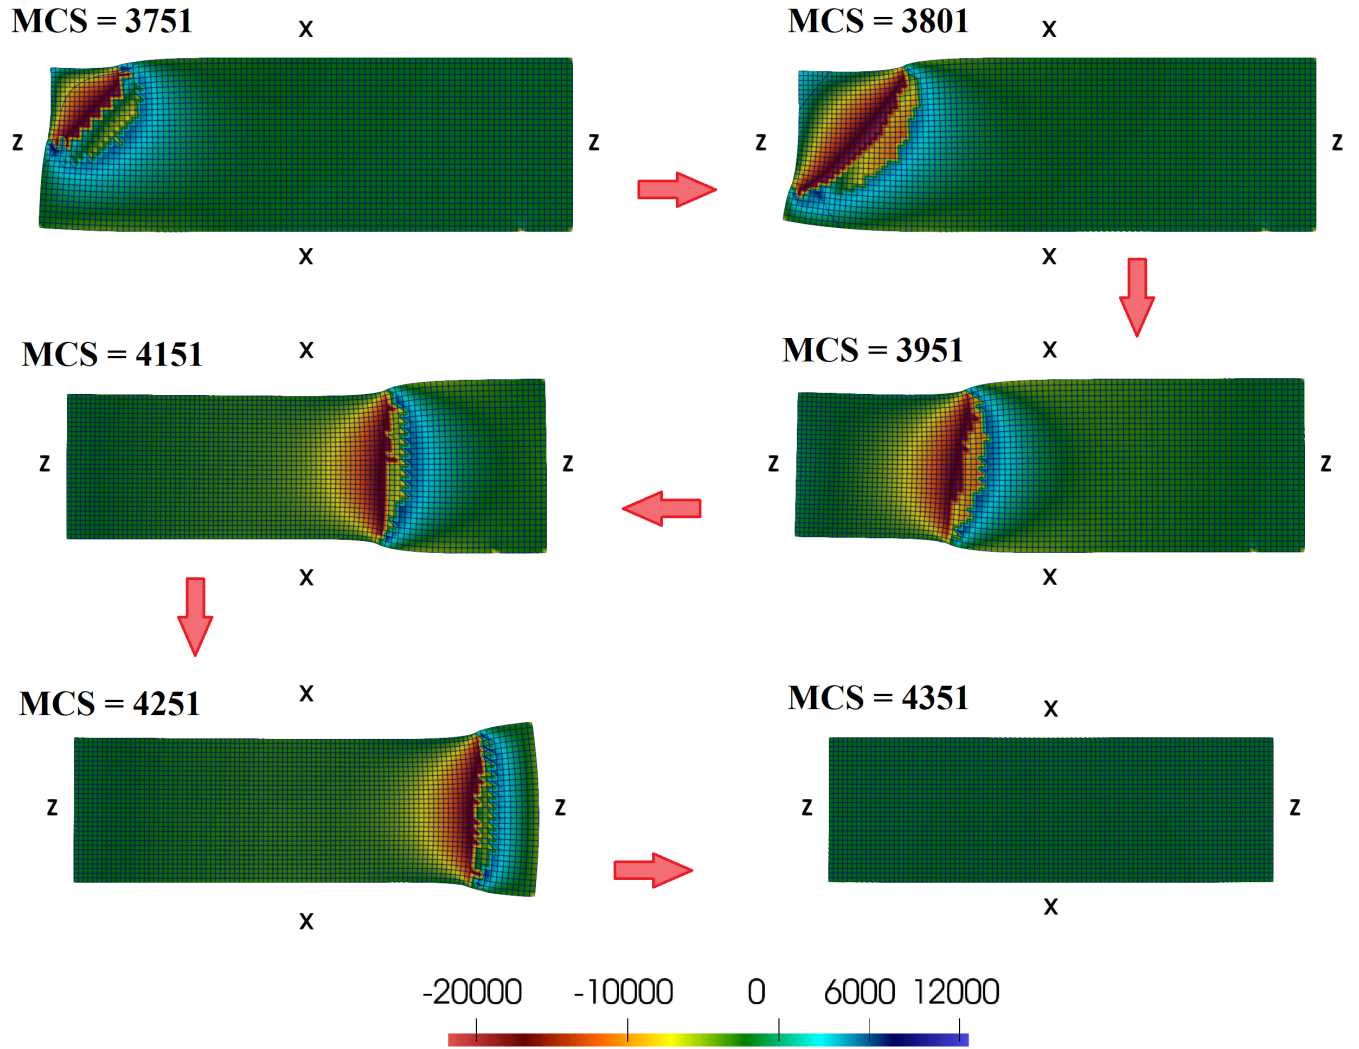 MCS = 3751
X
MCS = 3801
X
Z
Z
Z
Z
X
X
MCS = 4151
X
MCS = 3951
X
Z
Z
Z
Z
X
X
MCS = 4251
X
MCS = 4351
X
Z
Z
Z
Z
X
X
-20000 -10000 0 6000 12000